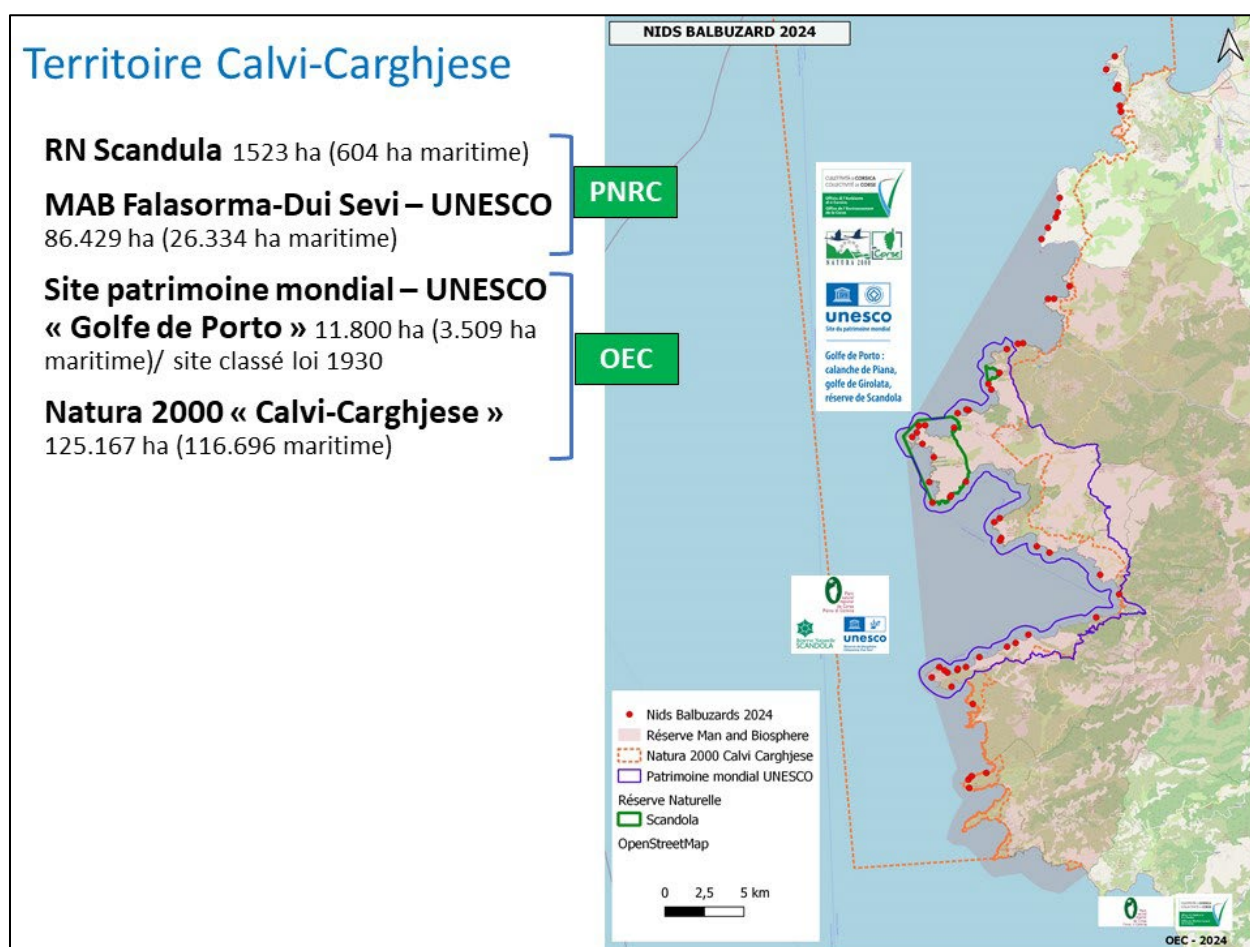 Territoire Calvi-Carghjese
RN Scandula 1523 ha (604 ha maritime)
MAB Falasorma-Dui Sevi – UNESCO
86.429 ha (26.334 ha maritime)
PNRC
Site patrimoine mondial – UNESCO
« Golfe de Porto » 11.800 ha (3.509 ha
maritime)/ site classé loi 1930
Natura 2000 « Calvi-Carghjese »
125.167 ha (116.696 maritime)
OEC
NIDS BALBUZARD 2024
NATURA 2000
Corse
unesco
Site du patrimoine mondial
Golfe de Porto :
calanche de Piana,
golfe de Girolata,
réserve de Scandola
SCANDOLA
unesco
Nids Balbuzards 2024
Réserve Man and Biosphere
Natura 2000 Calvi Carghjese
Patrimoine mondial UNESCO
Réserve Naturelle
Scandola
OpenStreetMap
0 2,5 5 km
OEC - 2024